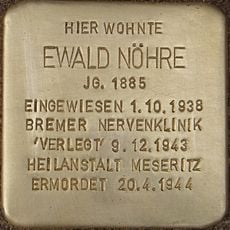 HIER WOHNTE
EWALD NÖHRE
JG. 1885
EINGEWIESEN 1.10.1938
BREMER NERVENKLINIK
'VERLEGT' 9.12.1943
HEILANSTALT MESERITZ
ERMORDET 20.4.1944